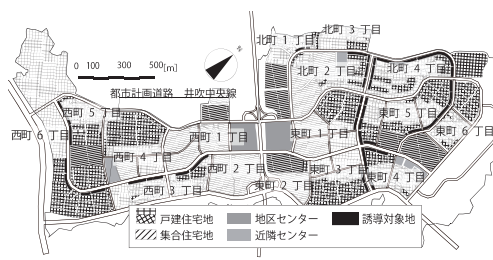 北町 3 丁目
北町 1 丁目
N
0 100 300 500[m]
北町 2 丁目
北町 4 丁目
都市計画道路 井吹中央線
西町 5 丁目
東町 5 丁目
西町 6 丁目
西町 1 丁目
東町 1 丁目
東町 6 丁目
西町 4 丁目
西町 2 丁目
東町 3 丁目
東町 4 丁目
西町 3 丁目
東町 2 丁目
戸建住宅地 地区センター 誘導対象地
集合住宅地 近隣センター